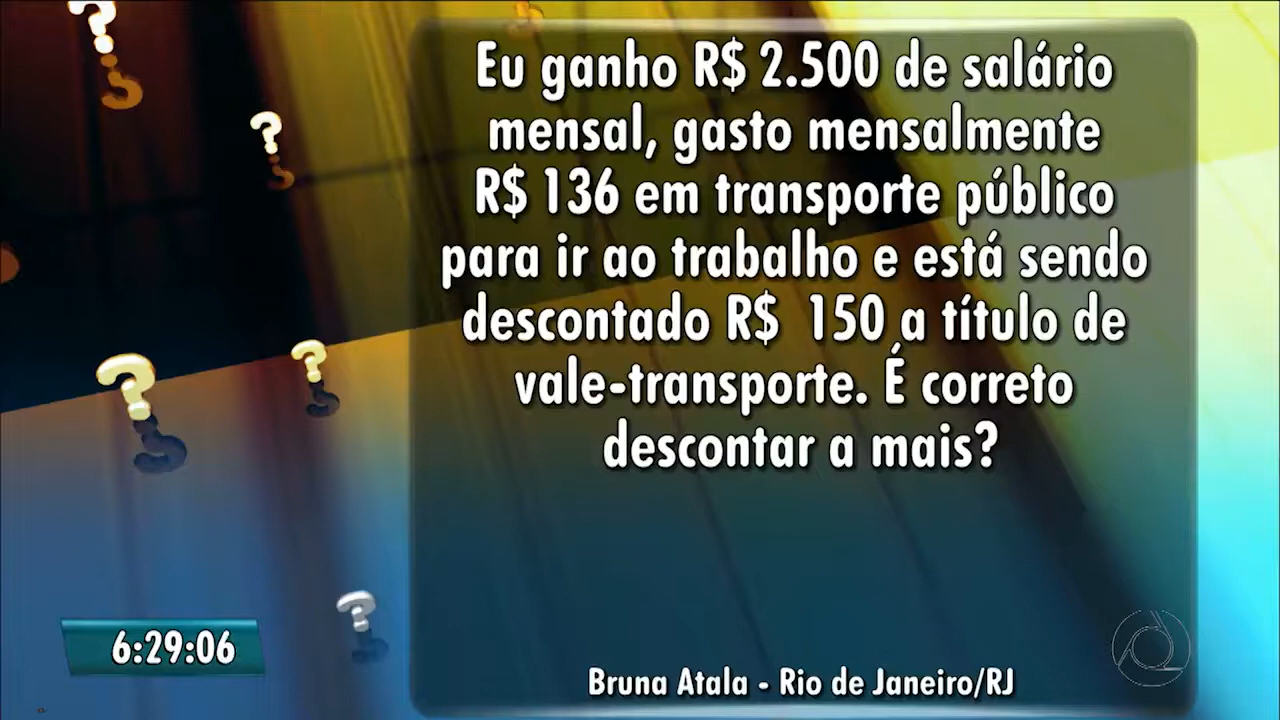 Eu ganho R$ 2.500 de salário
mensal, gasto mensalmente
R$ 136 em transporte público
para ir ao trabalho e está sendo
descontado R$ 150 a título de
vale-transporte. É correto
descontar a mais?
6:29:06
Bruna Atala - Rio de Janeiro/RJ